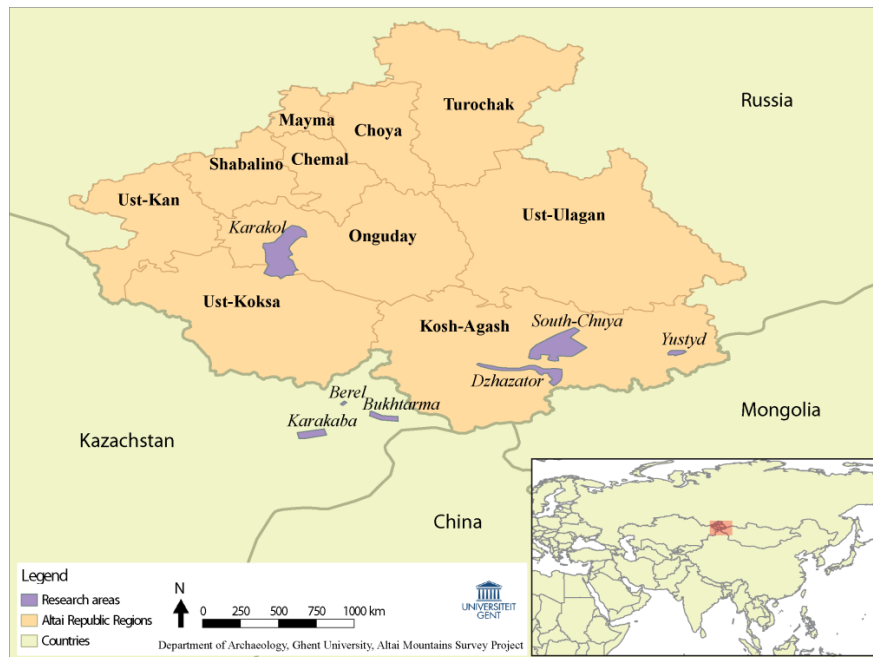 Turochak
Russia
Mayma
Choya
Chemal
Shabalino
Ust-Kan
Ust-Ulagan
Karakol
Onguday
Ust-Koksa
South-Chuya
Kosh-Agash
Yustyd
Dzhazator
Berel
Bukhtarma
Mongolia
Karakaba
Kazachstan
China
Legend
Research areas
Altai Republic Regions
Countries
N
0 250 500 750 1000 km
UNIVERSITEIT
GENT
Department of Archaeology, Ghent University, Altai Mountains Survey Project